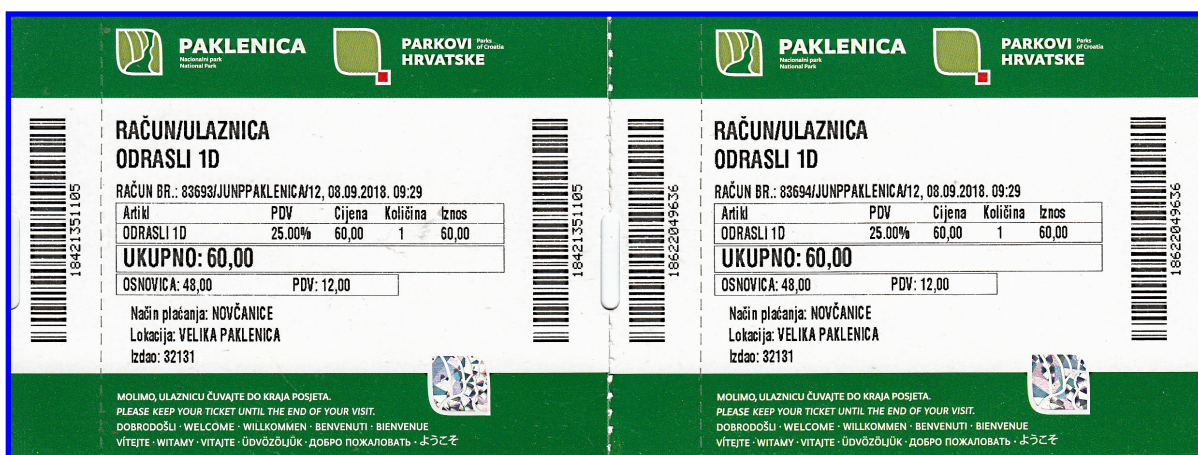 PAKLENICA
Nacionalni park
National Park
PARKOVI Parks of Croatia
HRVATSKE
RAČUN/ULAZNICA
ODRASLI 1D
RAČUN BR.: 83693/JUNPPAKLENICA/12, 08.09.2018. 09:29
Artikl PDV Cijena Količina Iznos
ODRASLI 1D 25.00% 60,00 1 60,00
UKUPNO: 60,00
OSNOVICA: 48,00 PDV: 12,00
Način plaćanja: NOVČANICE
Lokacija: VELIKA PAKLENICA
Izdao: 32131
18421351105
18421351105
MOLIMO, ULAZNICU ČUVAJTE DO KRAJA POSJETA.
PLEASE KEEP YOUR TICKET UNTIL THE END OF YOUR VISIT.
DOBRODOŠLI · WELCOME · WILLKOMMEN · BENVENUTI · BIENVENUE
VÍTEJTE · WITAMY · VITAJTE · ÜDVÖZÖLJÜK · ДОБРО ПОЖАЛОВАТЬ · ようこそ
PAKLENICA
Nacionalni park
National Park
PARKOVI Parks of Croatia
HRVATSKE
RAČUN/ULAZNICA
ODRASLI 1D
RAČUN BR.: 83694/JUNPPAKLENICA/12, 08.09.2018. 09:29
Artikl PDV Cijena Količina Iznos
ODRASLI 1D 25.00% 60,00 1 60,00
UKUPNO: 60,00
OSNOVICA: 48,00 PDV: 12,00
Način plaćanja: NOVČANICE
Lokacija: VELIKA PAKLENICA
Izdao: 32131
18622049636
18622049636
MOLIMO, ULAZNICU ČUVAJTE DO KRAJA POSJETA.
PLEASE KEEP YOUR TICKET UNTIL THE END OF YOUR VISIT.
DOBRODOŠLI · WELCOME · WILLKOMMEN · BENVENUTI · BIENVENUE
VÍTEJTE · WITAMY · VITAJTE · ÜDVÖZÖLJÜK · ДОБРО ПОЖАЛОВАТЬ · ようこそ